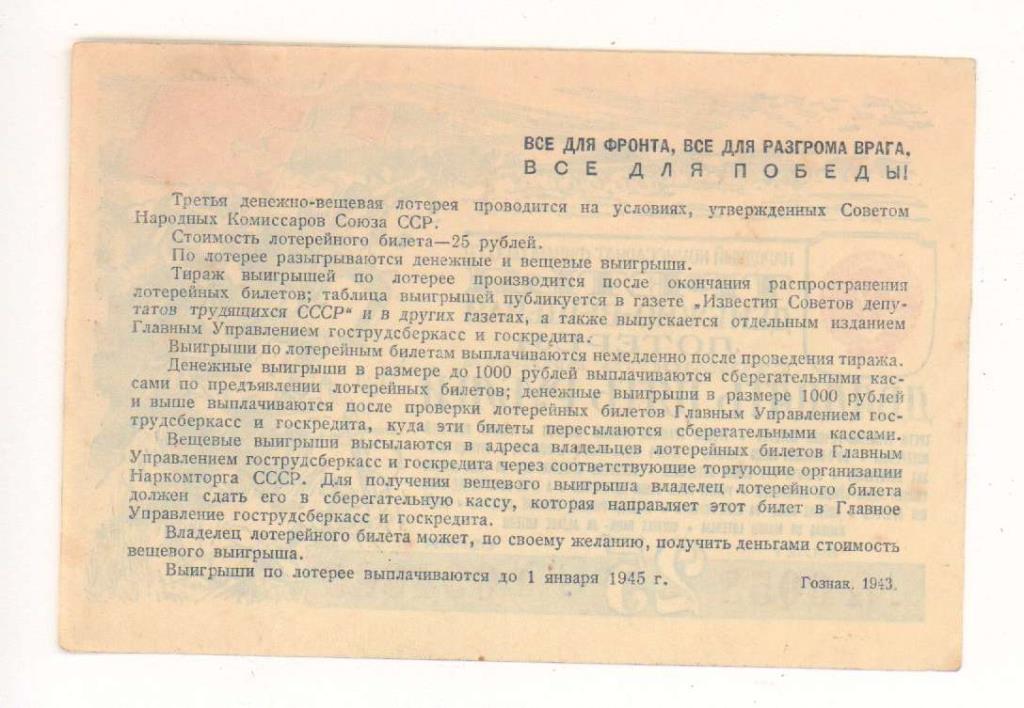 ВСЕ ДЛЯ ФРОНТА, ВСЕ ДЛЯ РАЗГРОМА ВРАГА.
ВСЕ ДЛЯ ПОБЕДЫ!
Третья денежно-вещевая лотерея проводится на условиях, утвержденных Советом
Народных Комиссаров Союза ССР.
Стоимость лотерейного билета—25 рублей.
По лотерее разыгрываются денежные и вещевые выигрыши.
Тираж выигрышей по лотерее производится после окончания распространения
лотерейных билетов; таблица выигрышей публикуется в газете „Известия Советов депу-
татов трудящихся СССР" и в других газетах, а также выпускается отдельным изданием
Главным Управлением гострудсберкасс и госкредита.
Выигрыши по лотерейным билетам выплачиваются немедленно после проведения тиража.
Денежные выигрыши в размере до 1000 рублей выплачиваются сберегательными кас-
сами по предъявлении лотерейных билетов; денежные выигрыши в размере 1000 рублей
и выше выплачиваются после проверки лотерейных билетов Главным Управлением гос-
трудсберкасс и госкредита, куда эти билеты пересылаются сберегательными кассами.
Вещевые выигрыши высылаются в адреса владельцев лотерейных билетов Главным
Управлением гострудсберкасс и госкредита через соответствующие торгующие организации
Наркомторга СССР. Для получения вещевого выигрыша владелец лотерейного билета
должен сдать его в сберегательную кассу, которая направляет этот билет в Главное
Управление гострудсберкасс и госкредита.
Владелец лотерейного билета может, по своему желанию, получить деньгами стоимость
вещевого выигрыша.
Выигрыши по лотерее выплачиваются до 1 января 1945 г. Гознак. 1943.